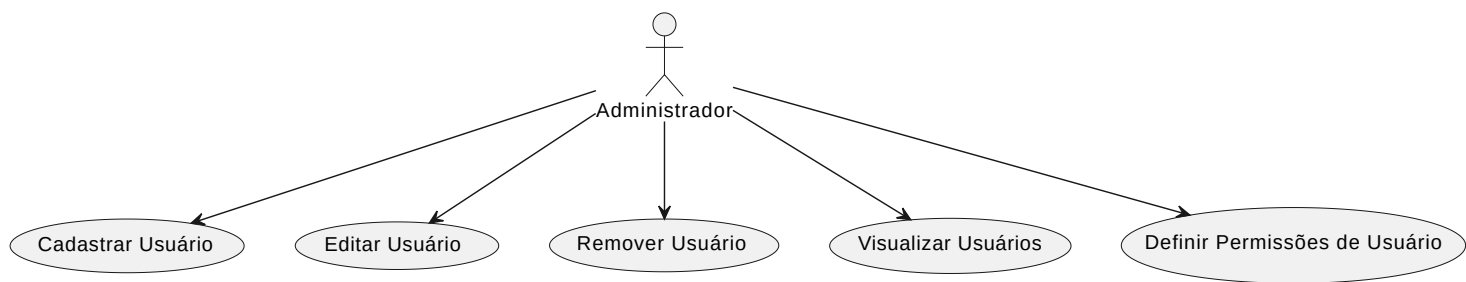 Administrador
Cadastrar Usuário
Editar Usuário
Remover Usuário
Visualizar Usuários
Definir Permissões de Usuário